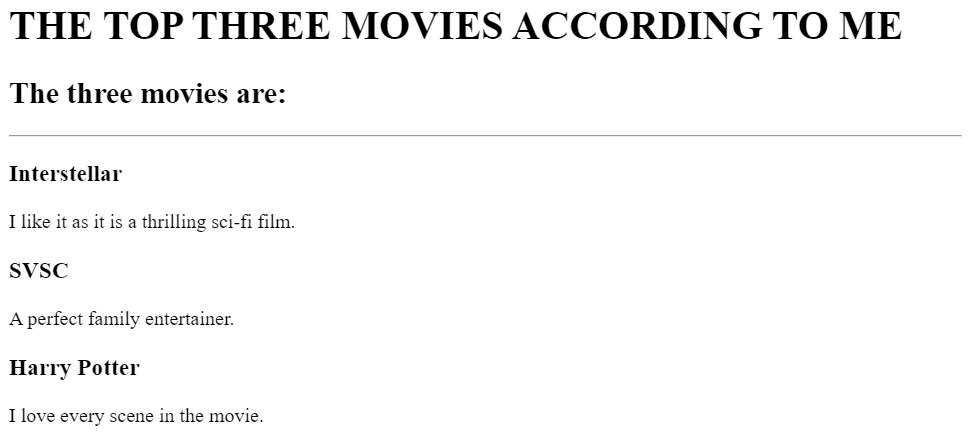 THE TOP THREE MOVIES ACCORDING TO ME
The three movies are:
Interstellar
I like it as it is a thrilling sci-fi film.
SVSC
A perfect family entertainer.
Harry Potter
I love every scene in the movie.